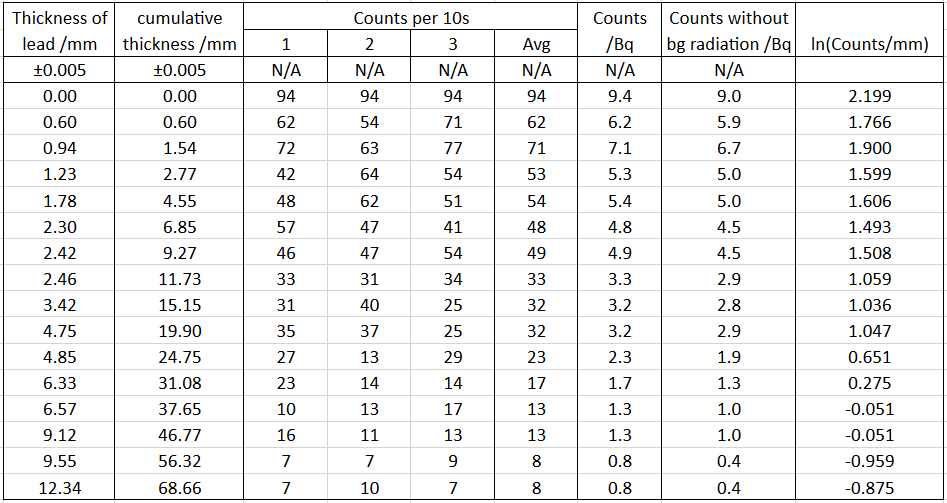 Thickness of lead /mm cumulative thickness /mm Counts per 10s Counts /Bq Counts without bg radiation /Bq ln(Counts/mm)
1 2 3 Avg
±0.005 ±0.005 N/A N/A N/A N/A N/A N/A
0.00 0.00 94 94 94 94 9.4 9.0 2.199
0.60 0.60 62 54 71 62 6.2 5.9 1.766
0.94 1.54 72 63 77 71 7.1 6.7 1.900
1.23 2.77 42 64 54 53 5.3 5.0 1.599
1.78 4.55 48 62 51 54 5.4 5.0 1.606
2.30 6.85 57 47 41 48 4.8 4.5 1.493
2.42 9.27 46 47 54 49 4.9 4.5 1.508
2.46 11.73 33 31 34 33 3.3 2.9 1.059
3.42 15.15 31 40 25 32 3.2 2.8 1.036
4.75 19.90 35 37 25 32 3.2 2.9 1.047
4.85 24.75 27 13 29 23 2.3 1.9 0.651
6.33 31.08 23 14 14 17 1.7 1.3 0.275
6.57 37.65 10 13 17 13 1.3 1.0 -0.051
9.12 46.77 16 11 13 13 1.3 1.0 -0.051
9.55 56.32 7 7 9 8 0.8 0.4 -0.959
12.34 68.66 7 10 7 8 0.8 0.4 -0.875